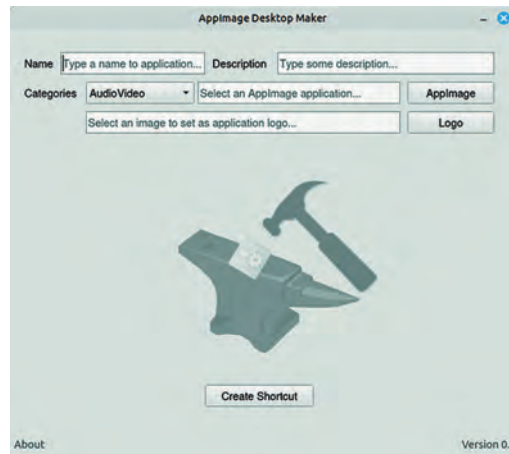 AppImage Desktop Maker
Name Type a name to application... Description Type some description...
Categories AudioVideo Select an AppImage application... AppImage
Select an image to set as application logo... Logo
Create Shortcut
About Version 0.